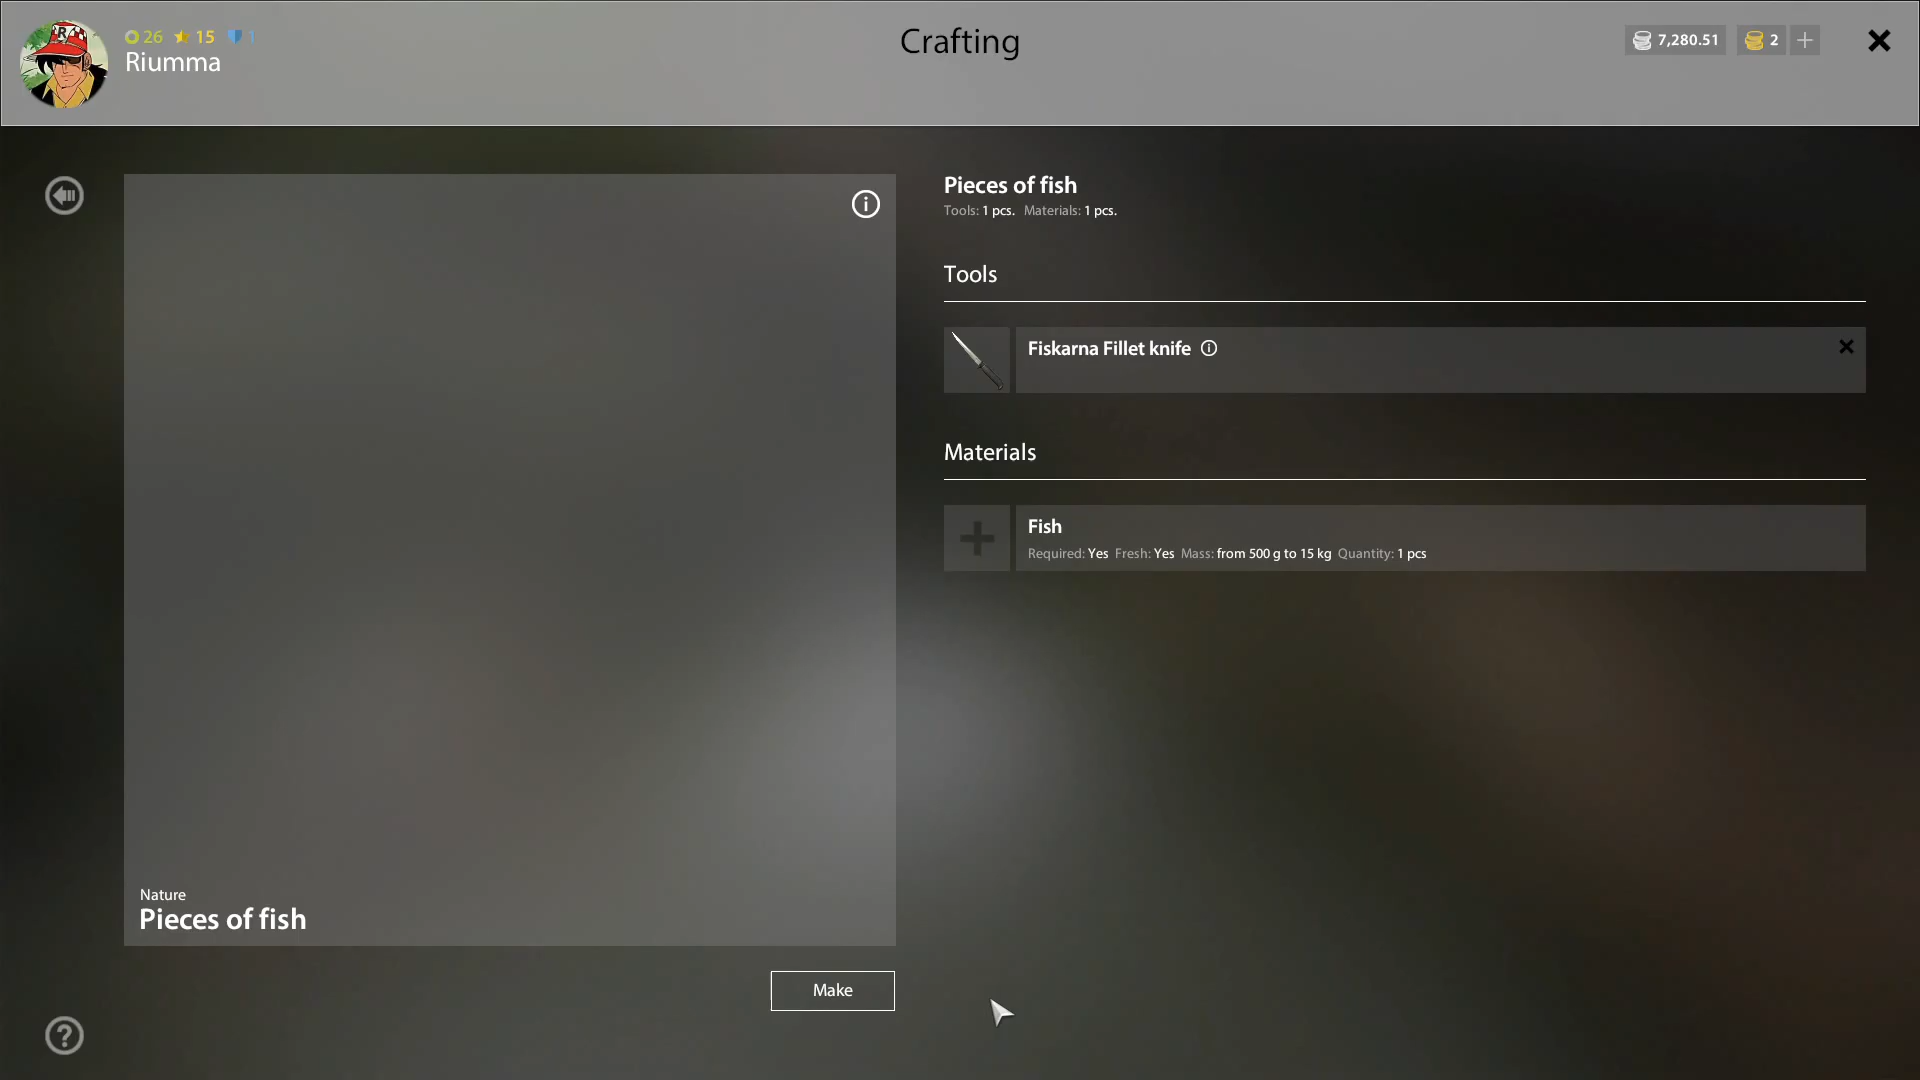 26 15 1
Riumma
Crafting
7,280.51
2
Pieces of fish
Tools: 1 pcs. Materials: 1 pcs.
Tools
Fiskarna Fillet knife
Materials
Fish
Required: Yes Fresh: Yes Mass: from 500 g to 15 kg Quantity: 1 pcs
Nature
Pieces of fish
Make